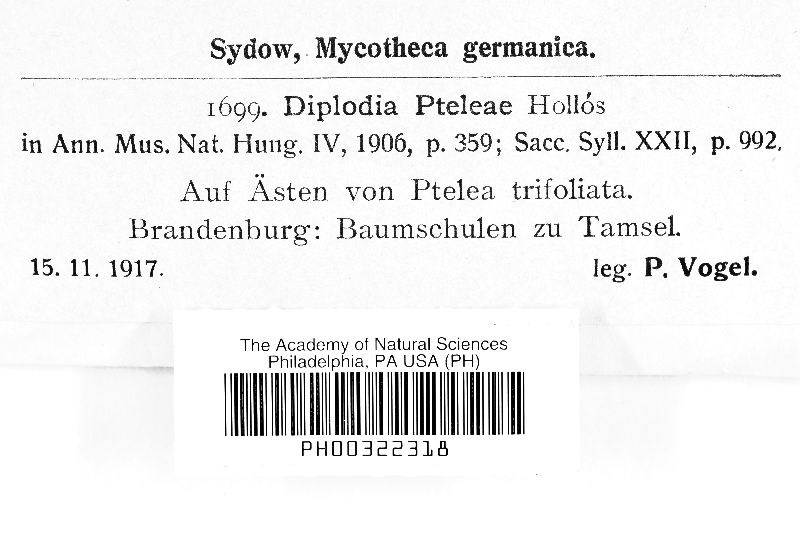 Sydow, Mycotheca germanica.
1699. Diplodia Pteleae Hollós
in Ann. Mus. Nat. Hung. IV, 1906, p. 359; Sacc. Syll. XXII, p. 992.
Auf Ästen von Ptelea trifoliata.
Brandenburg: Baumschulen zu Tamsel.
15. 11. 1917. leg. P. Vogel.
The Academy of Natural Sciences
Philadelphia, PA USA (PH)
PH00322318